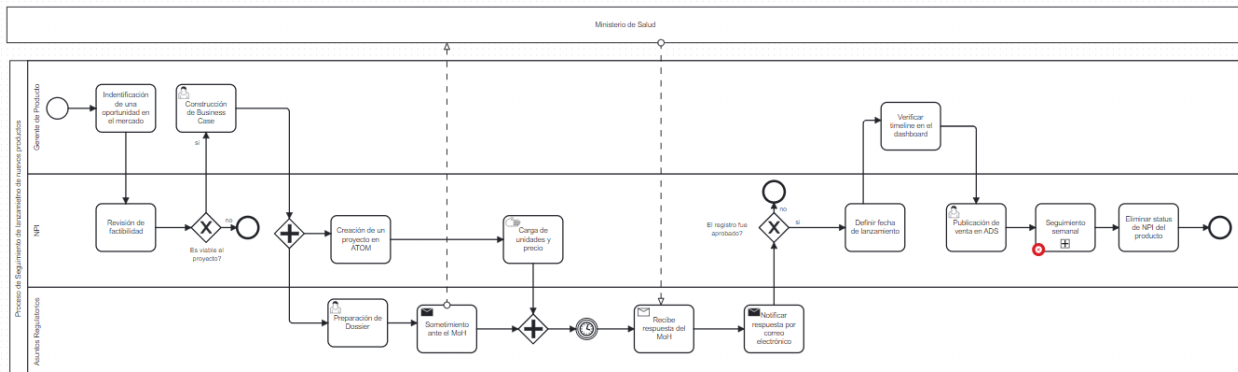 Ministerio de Salud
Proceso de Seguimiento de lanzamietno de nuevos productos
Gerente de Producto
Indentificación
de una
oportunidad en
el mercado
Construcción
de Business
Case
si
Verificar
timeline en el
dashboard
NPI
Revisión de
factibilidad
no
Es viable el
proyecto?
Creación de un
proyecto en
ATOM
Carga de
unidades y
precio
El registro fue
aprobado?
no
si
Definir fecha
de lanzamiento
Publicación de
venta en ADS
Seguimiento
semanal
Eliminar status
de NPI del
producto
Asuntos Regulatorios
Preparación de
Dossier
Sometimiento
ante el MoH
Recibe
respuesta del
MoH
Notificar
respuesta por
correo
electrónico